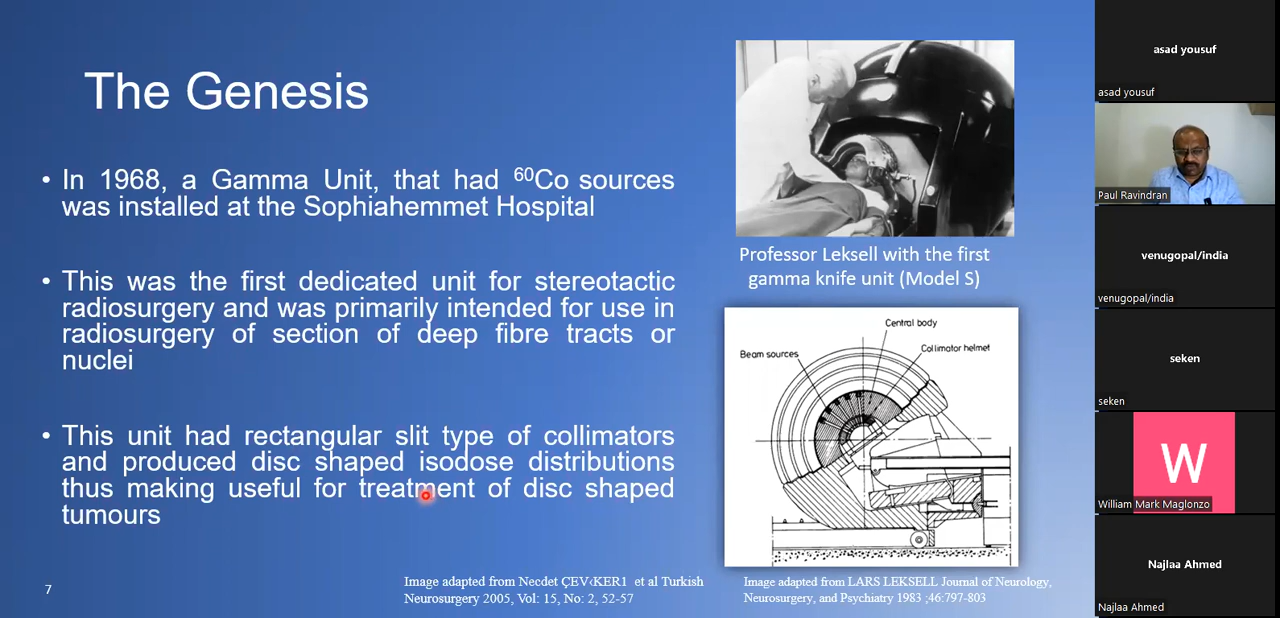 The Genesis
• In 1968, a Gamma Unit, that had ⁶⁰Co sources
was installed at the Sophiahemmet Hospital
• This was the first dedicated unit for stereotactic
radiosurgery and was primarily intended for use in
radiosurgery of section of deep fibre tracts or
nuclei
• This unit had rectangular slit type of collimators
and produced disc shaped isodose distributions
thus making useful for treatment of disc shaped
tumours
Professor Leksell with the first
gamma knife unit (Model S)
Central body
Collimator helmet
Beam sources
Image adapted from Necdet ÇEV‹KER1 et al Turkish
Neurosurgery 2005, Vol: 15, No: 2, 52-57
Image adapted from LARS LEKSELL Journal of Neurology,
Neurosurgery, and Psychiatry 1983 ;46:797-803
7
asad yousuf
asad yousuf
Paul Ravindran
venugopal/india
venugopal/india
seken
seken
W
William Mark Maglonzo
Najlaa Ahmed
Najlaa Ahmed